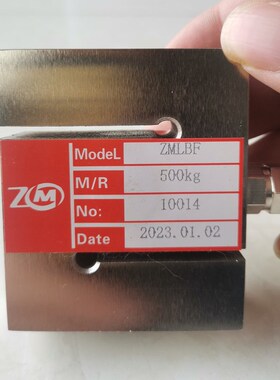 ZM
ModeL ZMLBF
M/R 500kg
No: 10014
Date 2023.01.02